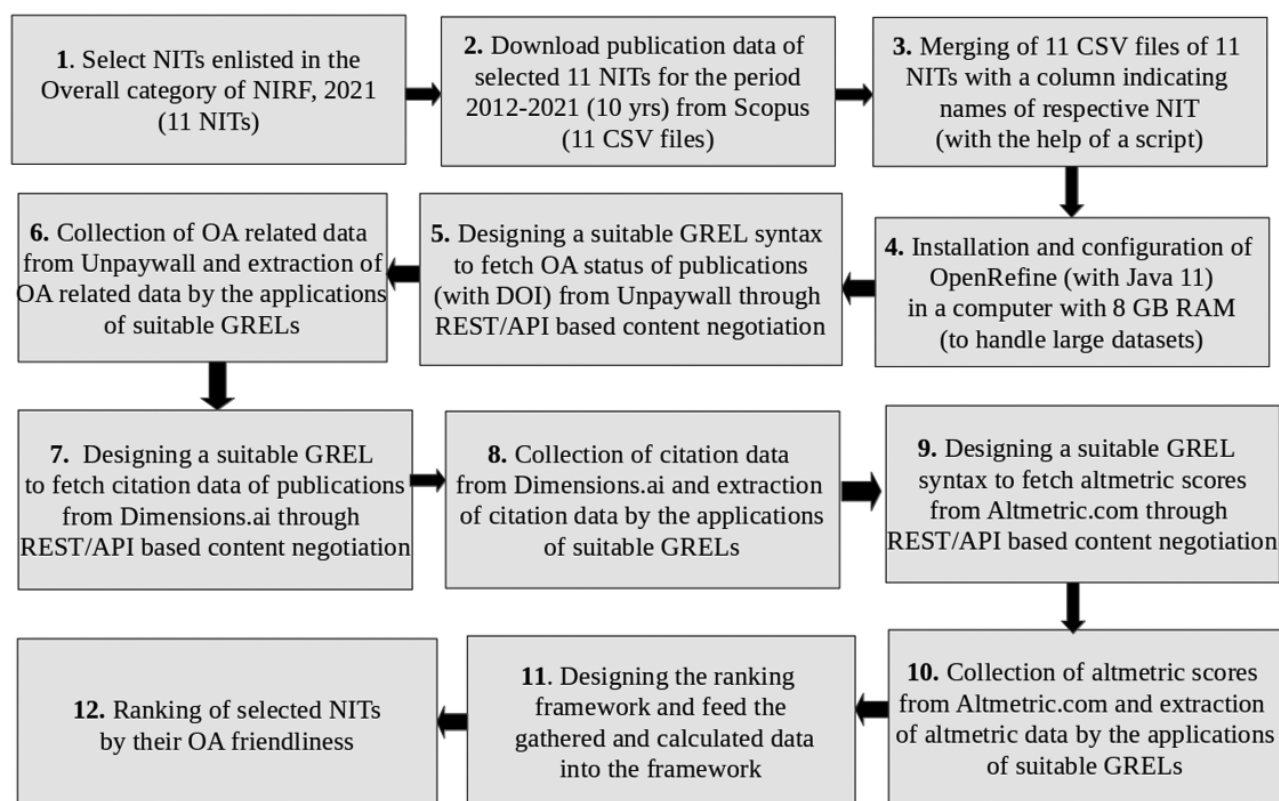 1. Select NITs enlisted in the
Overall category of NIRF, 2021
(11 NITs)
2. Download publication data of
selected 11 NITs for the period
2012-2021 (10 yrs) from Scopus
(11 CSV files)
3. Merging of 11 CSV files of 11
NITs with a column indicating
names of respective NIT
(with the help of a script)
4. Installation and configuration of
OpenRefine (with Java 11)
in a computer with 8 GB RAM
(to handle large datasets)
5. Designing a suitable GREL syntax
to fetch OA status of publications
(with DOI) from Unpaywall through
REST/API based content negotiation
6. Collection of OA related data
from Unpaywall and extraction of
OA related data by the applications
of suitable GRELs
7. Designing a suitable GREL
to fetch citation data of publications
from Dimensions.ai through
REST/API based content negotiation
8. Collection of citation data
from Dimensions.ai and extraction
of citation data by the applications
of suitable GRELs
9. Designing a suitable GREL
syntax to fetch altmetric scores
from Altmetric.com through
REST/API based content negotiation
10. Collection of altmetric scores
from Altmetric.com and extraction
of altmetric data by the applications
of suitable GRELs
11. Designing the ranking
framework and feed the
gathered and calculated data
into the framework
12. Ranking of selected NITs
by their OA friendliness